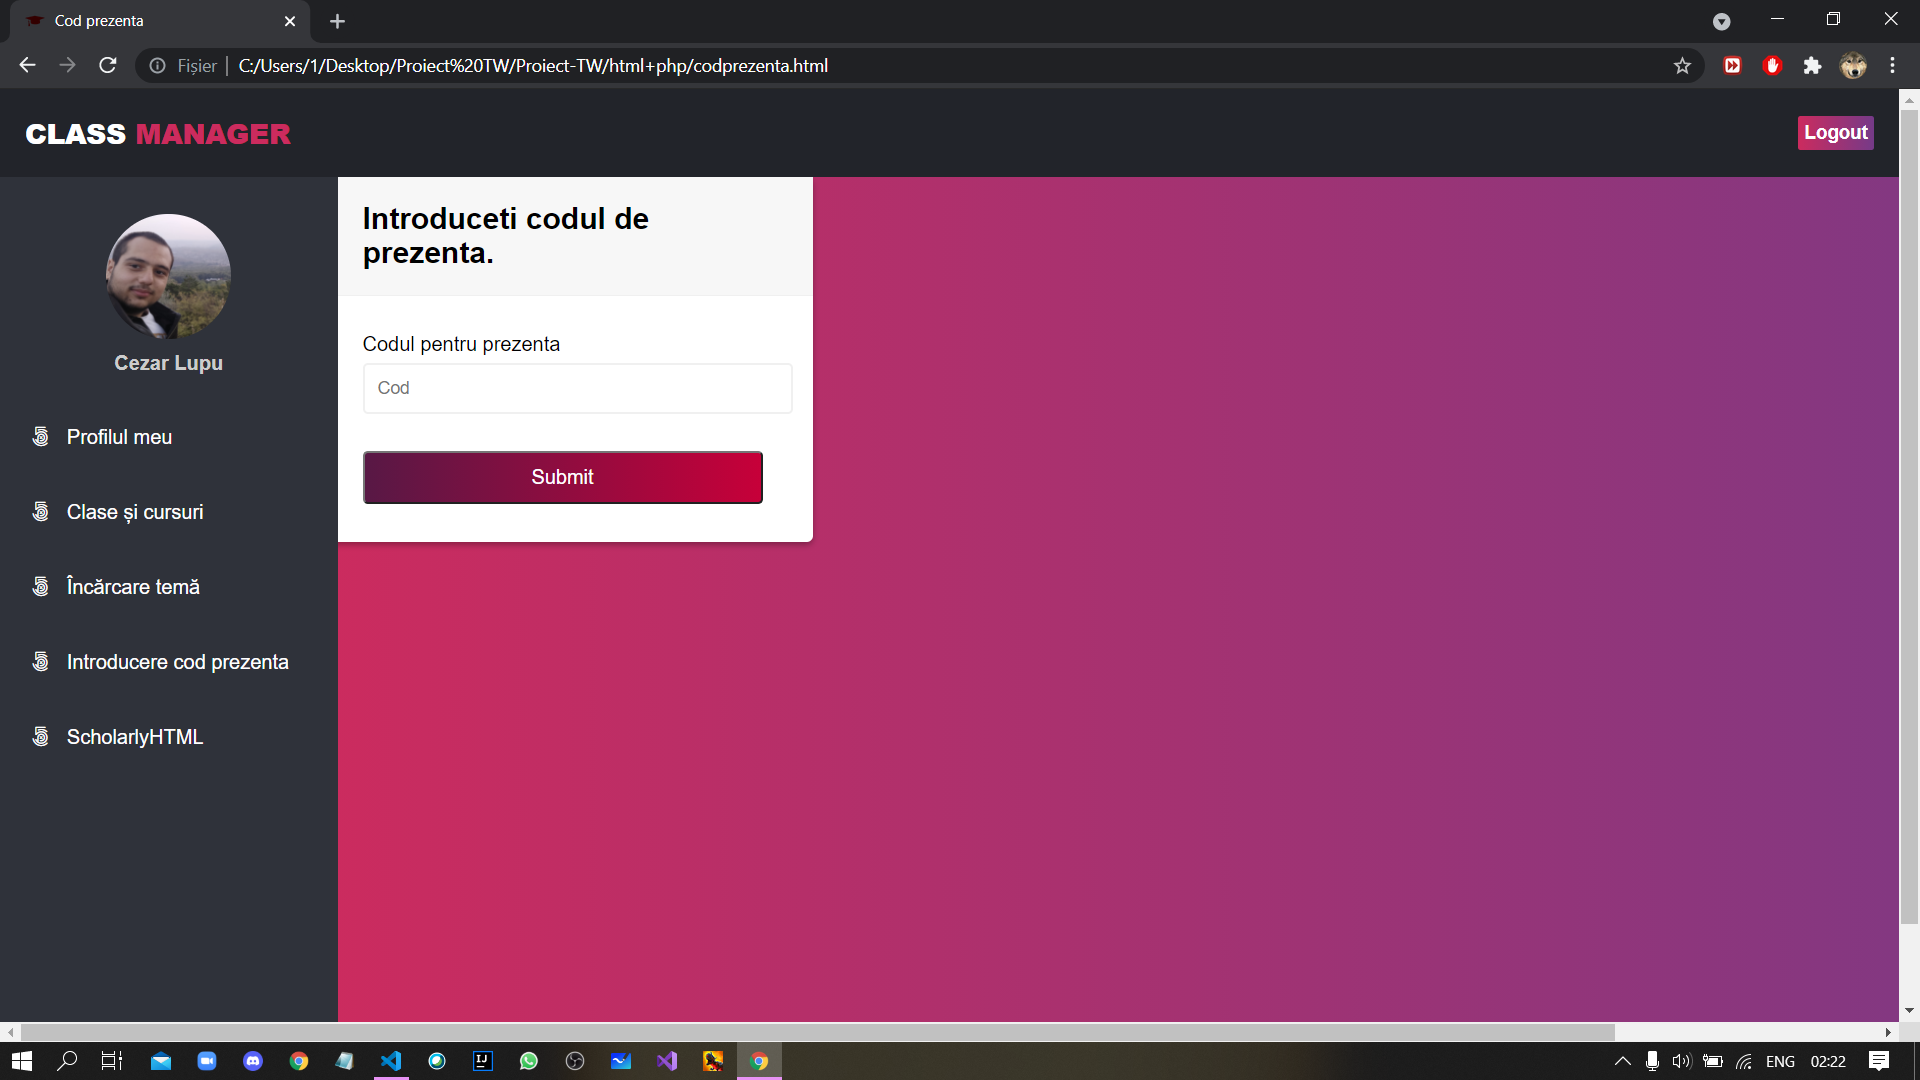 Cod prezenta
Fișier | C:/Users/1/Desktop/Proiect%20TW/Proiect-TW/html+php/codprezenta.html
CLASS MANAGER
Logout
Cezar Lupu
Profilul meu
Clase și cursuri
Încărcare temă
Introducere cod prezenta
ScholarlyHTML
Introduceti codul de
prezenta.
Codul pentru prezenta
Cod
Submit
ENG
02:22